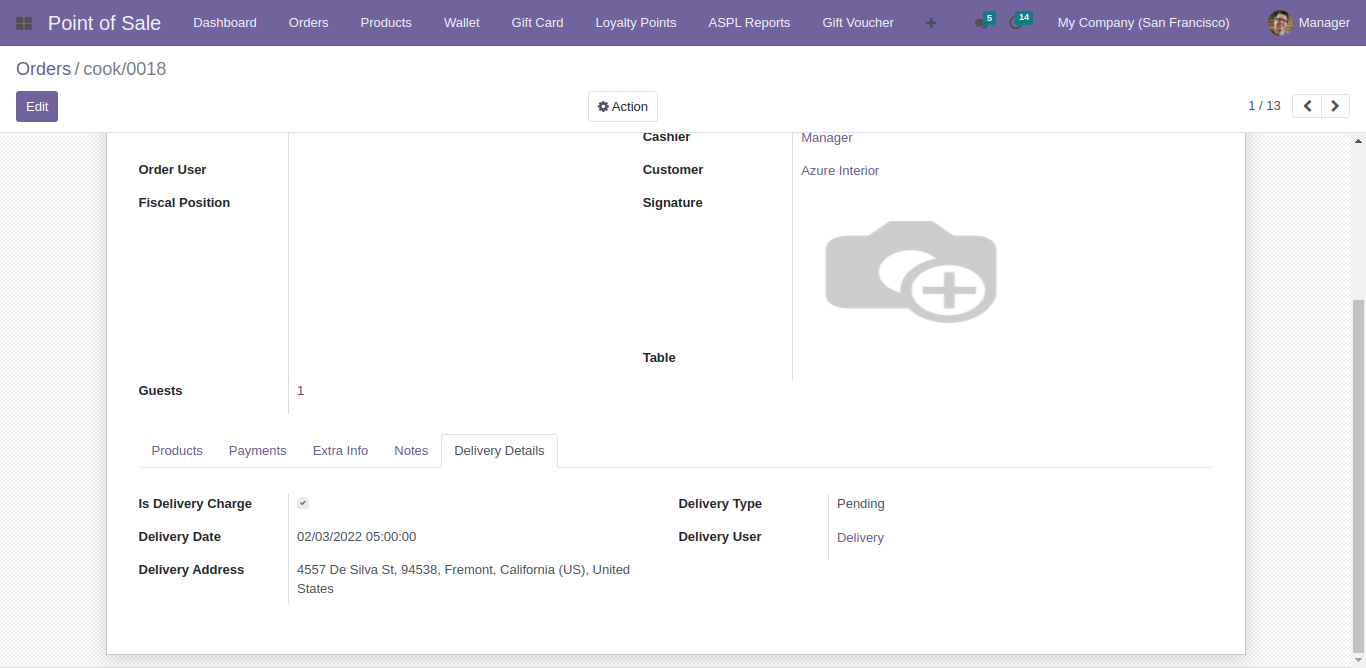 Point of Sale Dashboard Orders Products Wallet Gift Card Loyalty Points ASPL Reports Gift Voucher 5 14 My Company (San Francisco) Manager
Orders / cook/0018
Edit Action 1 / 13
Cashier Manager
Order User Customer Azure Interior
Fiscal Position Signature
Table
Guests 1
Products Payments Extra Info Notes Delivery Details
Is Delivery Charge Delivery Type Pending
Delivery Date 02/03/2022 05:00:00 Delivery User Delivery
Delivery Address 4557 De Silva St, 94538, Fremont, California (US), United
States